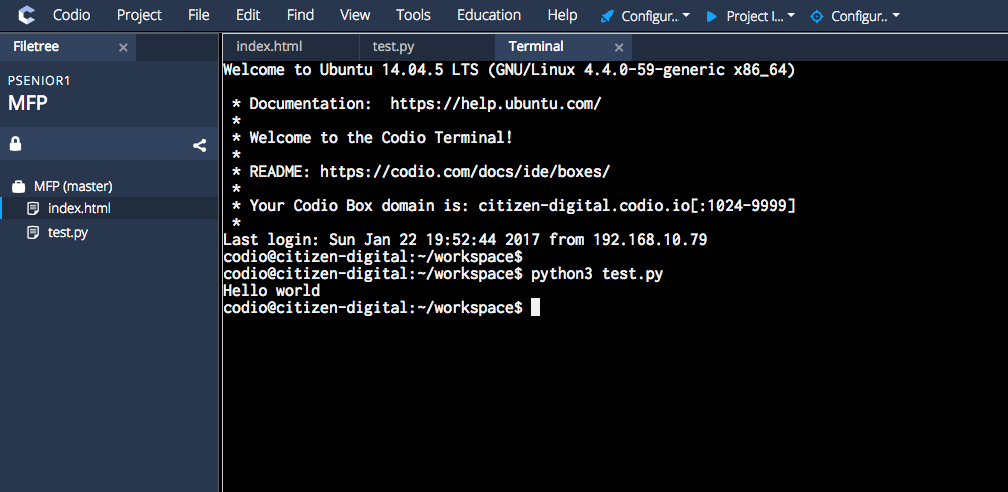 Codio Project File Edit Find View Tools Education Help Configur.. Project I... Configur..
Filetree × index.html test.py Terminal ×
PSENIOR1
MFP
MFP (master)
index.html
test.py
Welcome to Ubuntu 14.04.5 LTS (GNU/Linux 4.4.0-59-generic x86_64)
* Documentation:  https://help.ubuntu.com/
*
* Welcome to the Codio Terminal!
*
* README: https://codio.com/docs/ide/boxes/
*
* Your Codio Box domain is: citizen-digital.codio.io[:1024-9999]
*
Last login: Sun Jan 22 19:52:44 2017 from 192.168.10.79
codio@citizen-digital:~/workspace$
codio@citizen-digital:~/workspace$ python3 test.py
Hello world
codio@citizen-digital:~/workspace$